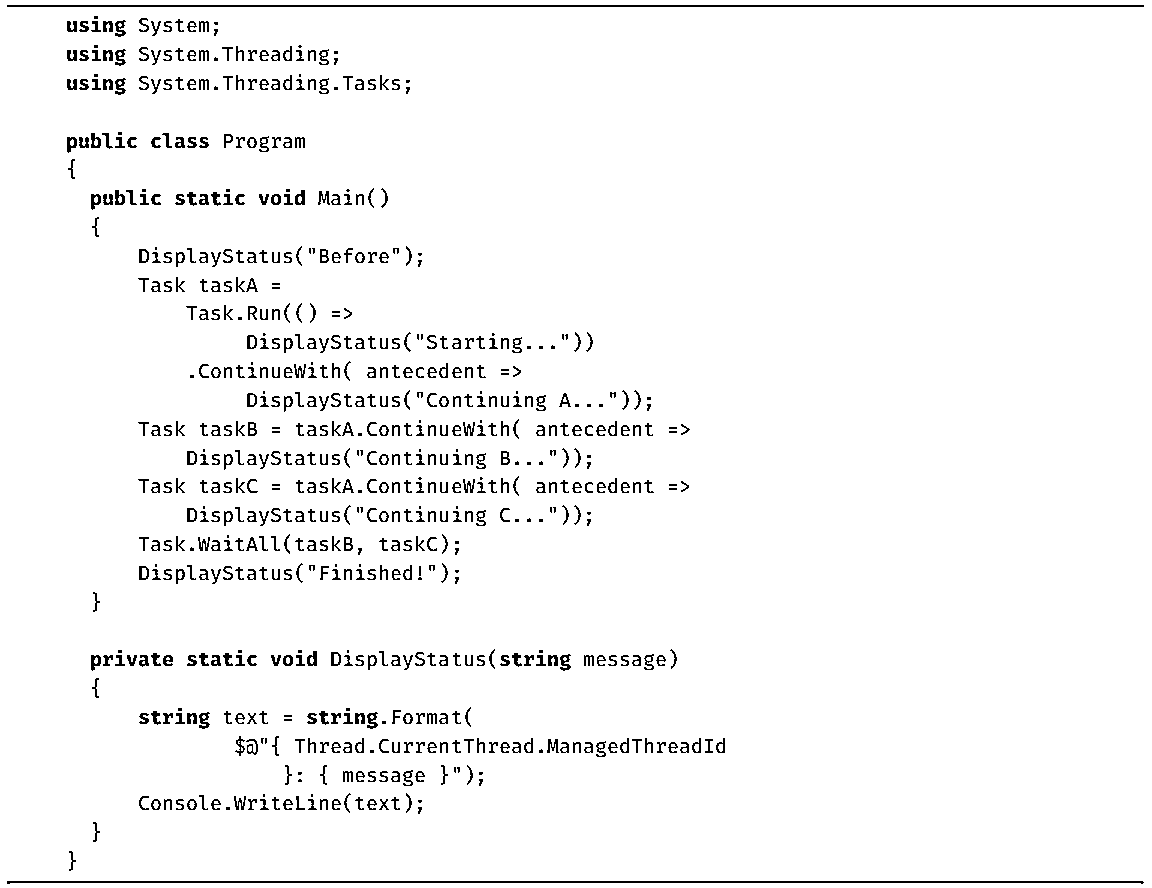 using System;
using System.Threading;
using System.Threading.Tasks;

public class Program
{
  public static void Main()
  {
      DisplayStatus("Before");
      Task taskA =
          Task.Run(() =>
               DisplayStatus("Starting..."))
          .ContinueWith( antecedent =>
               DisplayStatus("Continuing A..."));
      Task taskB = taskA.ContinueWith( antecedent =>
          DisplayStatus("Continuing B..."));
      Task taskC = taskA.ContinueWith( antecedent =>
          DisplayStatus("Continuing C..."));
      Task.WaitAll(taskB, taskC);
      DisplayStatus("Finished!");
  }

  private static void DisplayStatus(string message)
  {
      string text = string.Format(
              $@"{ Thread.CurrentThread.ManagedThreadId
                  }: { message }");
      Console.WriteLine(text);
  }
}